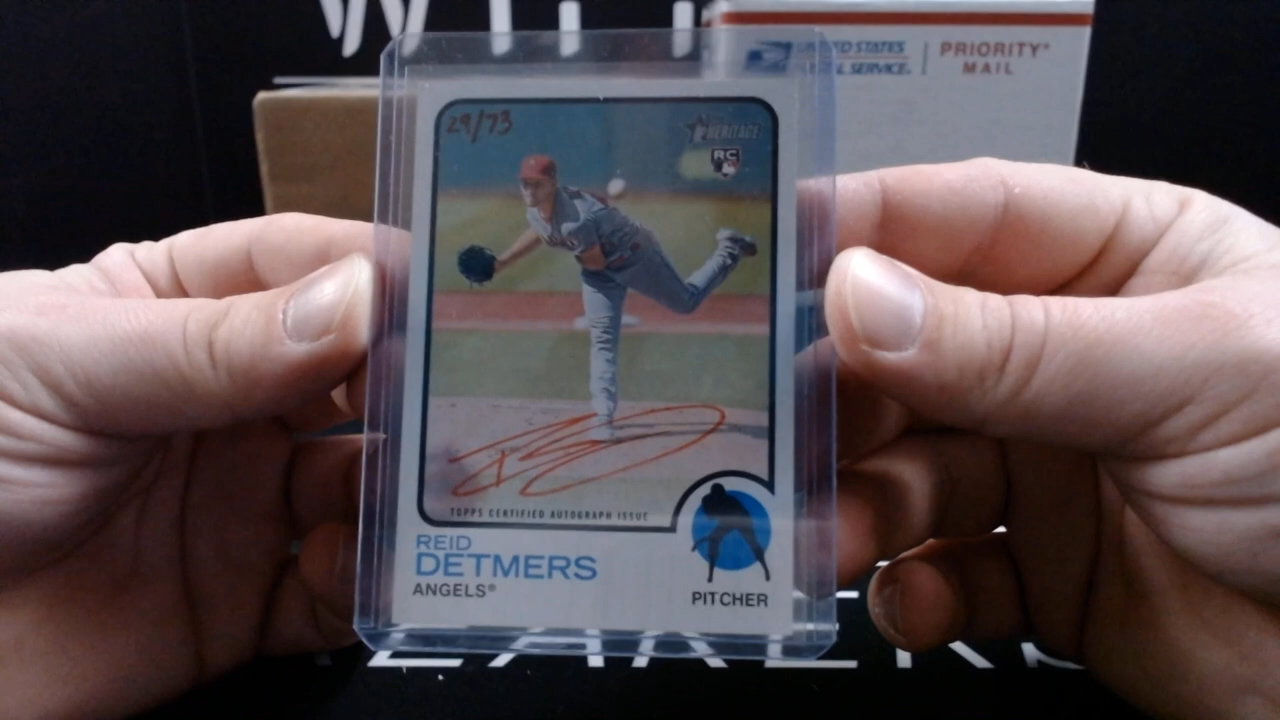 UNITED STATES
POSTAL SERVICE®
PRIORITY®
MAIL
29/73
HERITAGE
RC
TOPPS CERTIFIED AUTOGRAPH ISSUE
REID
DETMERS
ANGELS®
PITCHER